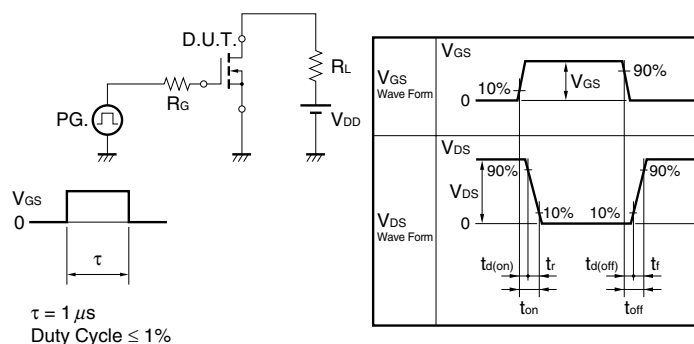 D.U.T.
RL
RG
PG.
VDD
VGS
0
τ
τ = 1 μs
Duty Cycle ≤ 1%
VGS
Wave Form
VGS
10%
0
VGS
90%
VDS
Wave Form
VDS
VDS
90%
90%
10%
10%
0
td(on)
tr
td(off)
tf
ton
toff